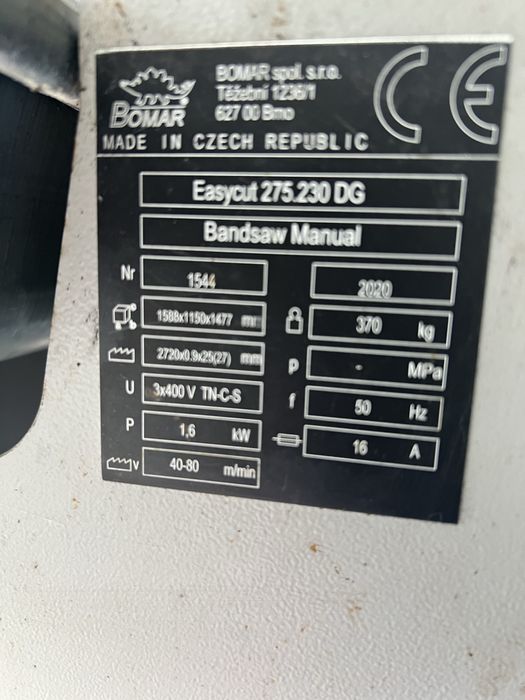 BOMAR
BOMAR spol. s.r.o.
Těžební 1236/1
627 00 Brno
CE
MADE IN CZECH REPUBLIC
Easycut 275.230 DG
Bandsaw Manual
Nr 1544 2020
1588x1150x1477 mm 370 kg
2720x0.9x25(27) mm p - MPa
U 3x400 V TN-C-S f 50 Hz
P 1,6 kW 16 A
v 40-80 m/min